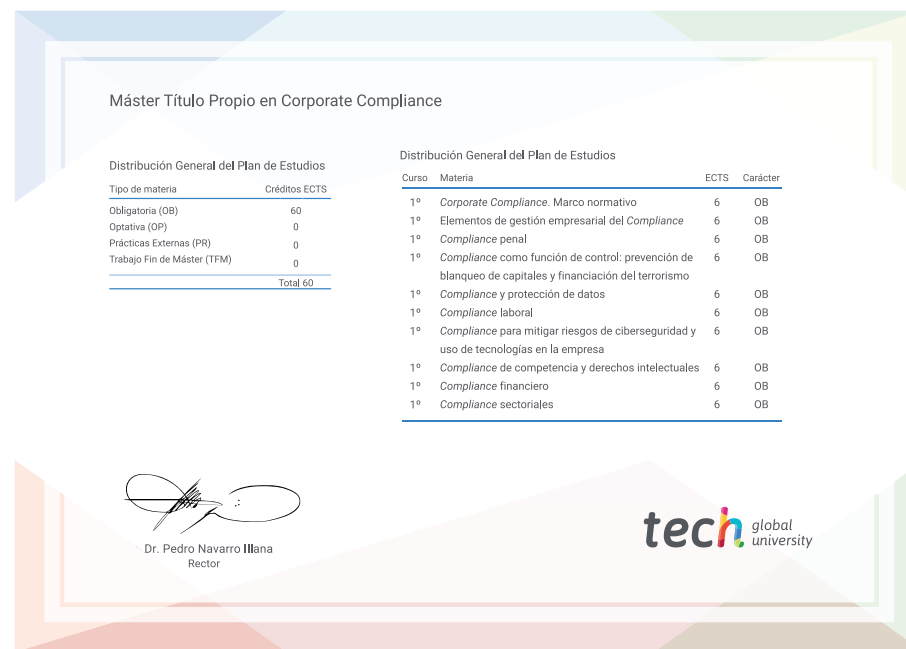 Máster Título Propio en Corporate Compliance
Distribución General del Plan de Estudios
Tipo de materia Créditos ECTS
Obligatoria (OB) 60
Optativa (OP) 0
Prácticas Externas (PR) 0
Trabajo Fin de Máster (TFM) 0
Total 60
Distribución General del Plan de Estudios
Curso Materia ECTS Carácter
1º Corporate Compliance. Marco normativo 6 OB
1º Elementos de gestión empresarial del Compliance 6 OB
1º Compliance penal 6 OB
1º Compliance como función de control: prevención de 6 OB
blanqueo de capitales y financiación del terrorismo
1º Compliance y protección de datos 6 OB
1º Compliance laboral 6 OB
1º Compliance para mitigar riesgos de ciberseguridad y 6 OB
uso de tecnologías en la empresa
1º Compliance de competencia y derechos intelectuales 6 OB
1º Compliance financiero 6 OB
1º Compliance sectoriales 6 OB
Dr. Pedro Navarro Illana
Rector
tech global
university